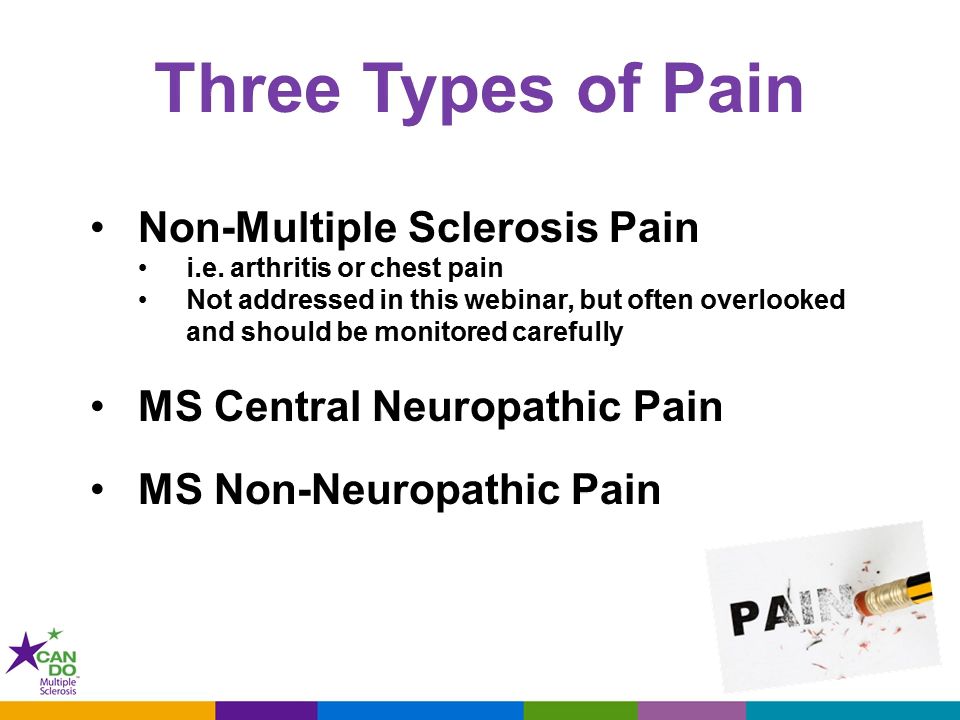 Three Types of Pain
• Non-Multiple Sclerosis Pain
• i.e. arthritis or chest pain
• Not addressed in this webinar, but often overlooked
and should be monitored carefully
• MS Central Neuropathic Pain
• MS Non-Neuropathic Pain
PAIN
CAN
DO™
Multiple
Sclerosis